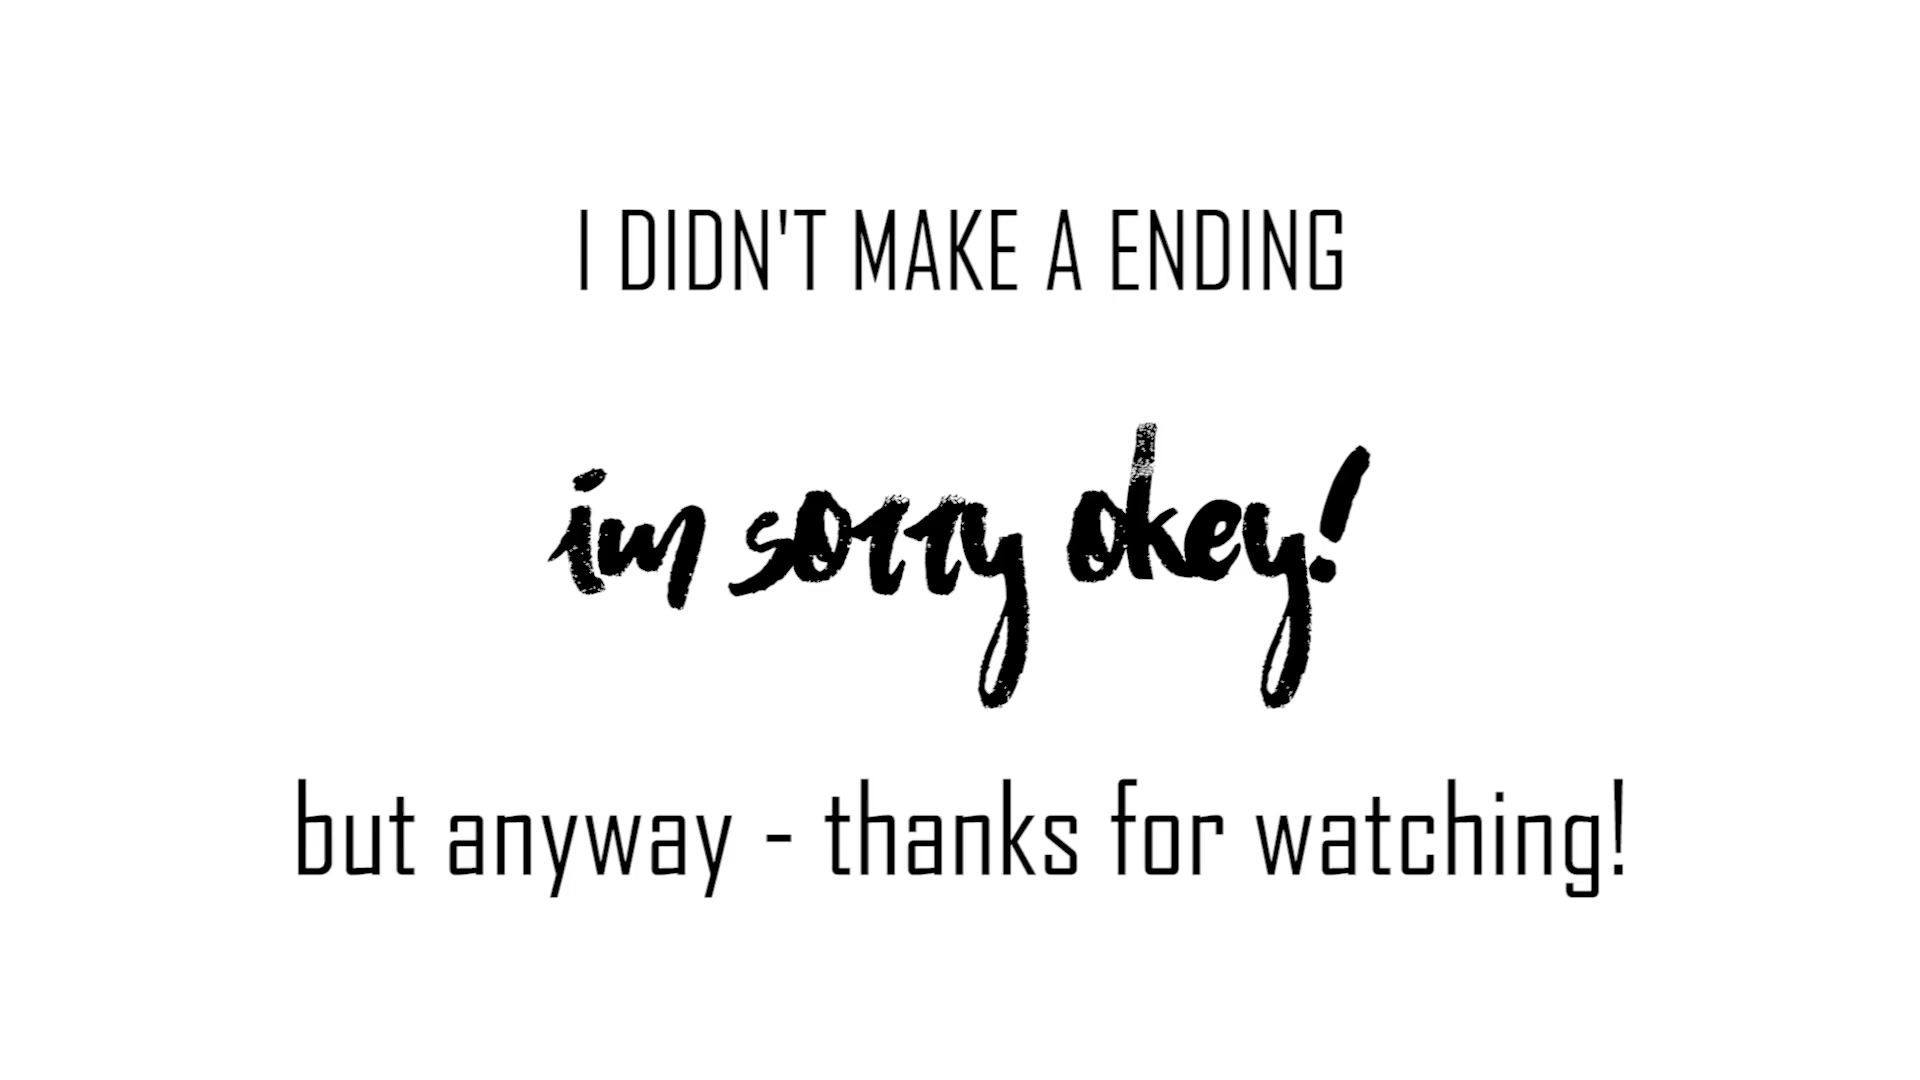 I DIDN'T MAKE A ENDING
im sorry okey!
but anyway - thanks for watching!